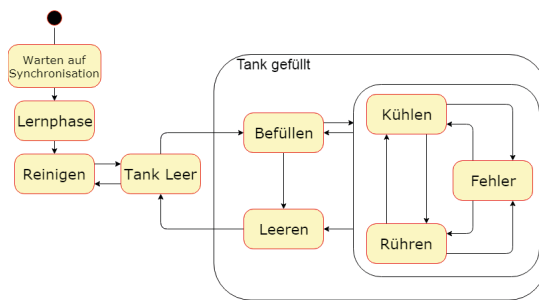 Warten auf
Synchronisation
Lernphase
Reinigen
Tank Leer
Tank gefüllt
Befüllen
Leeren
Kühlen
Fehler
Rühren